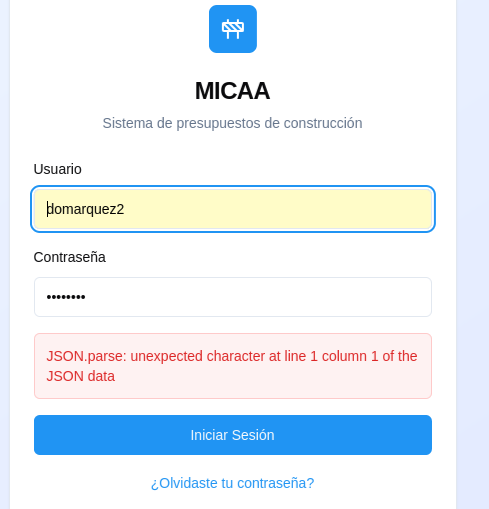 MICAA
Sistema de presupuestos de construcción
Usuario
domarquez2
Contraseña
••••••••
JSON.parse: unexpected character at line 1 column 1 of the
JSON data
Iniciar Sesión
¿Olvidaste tu contraseña?